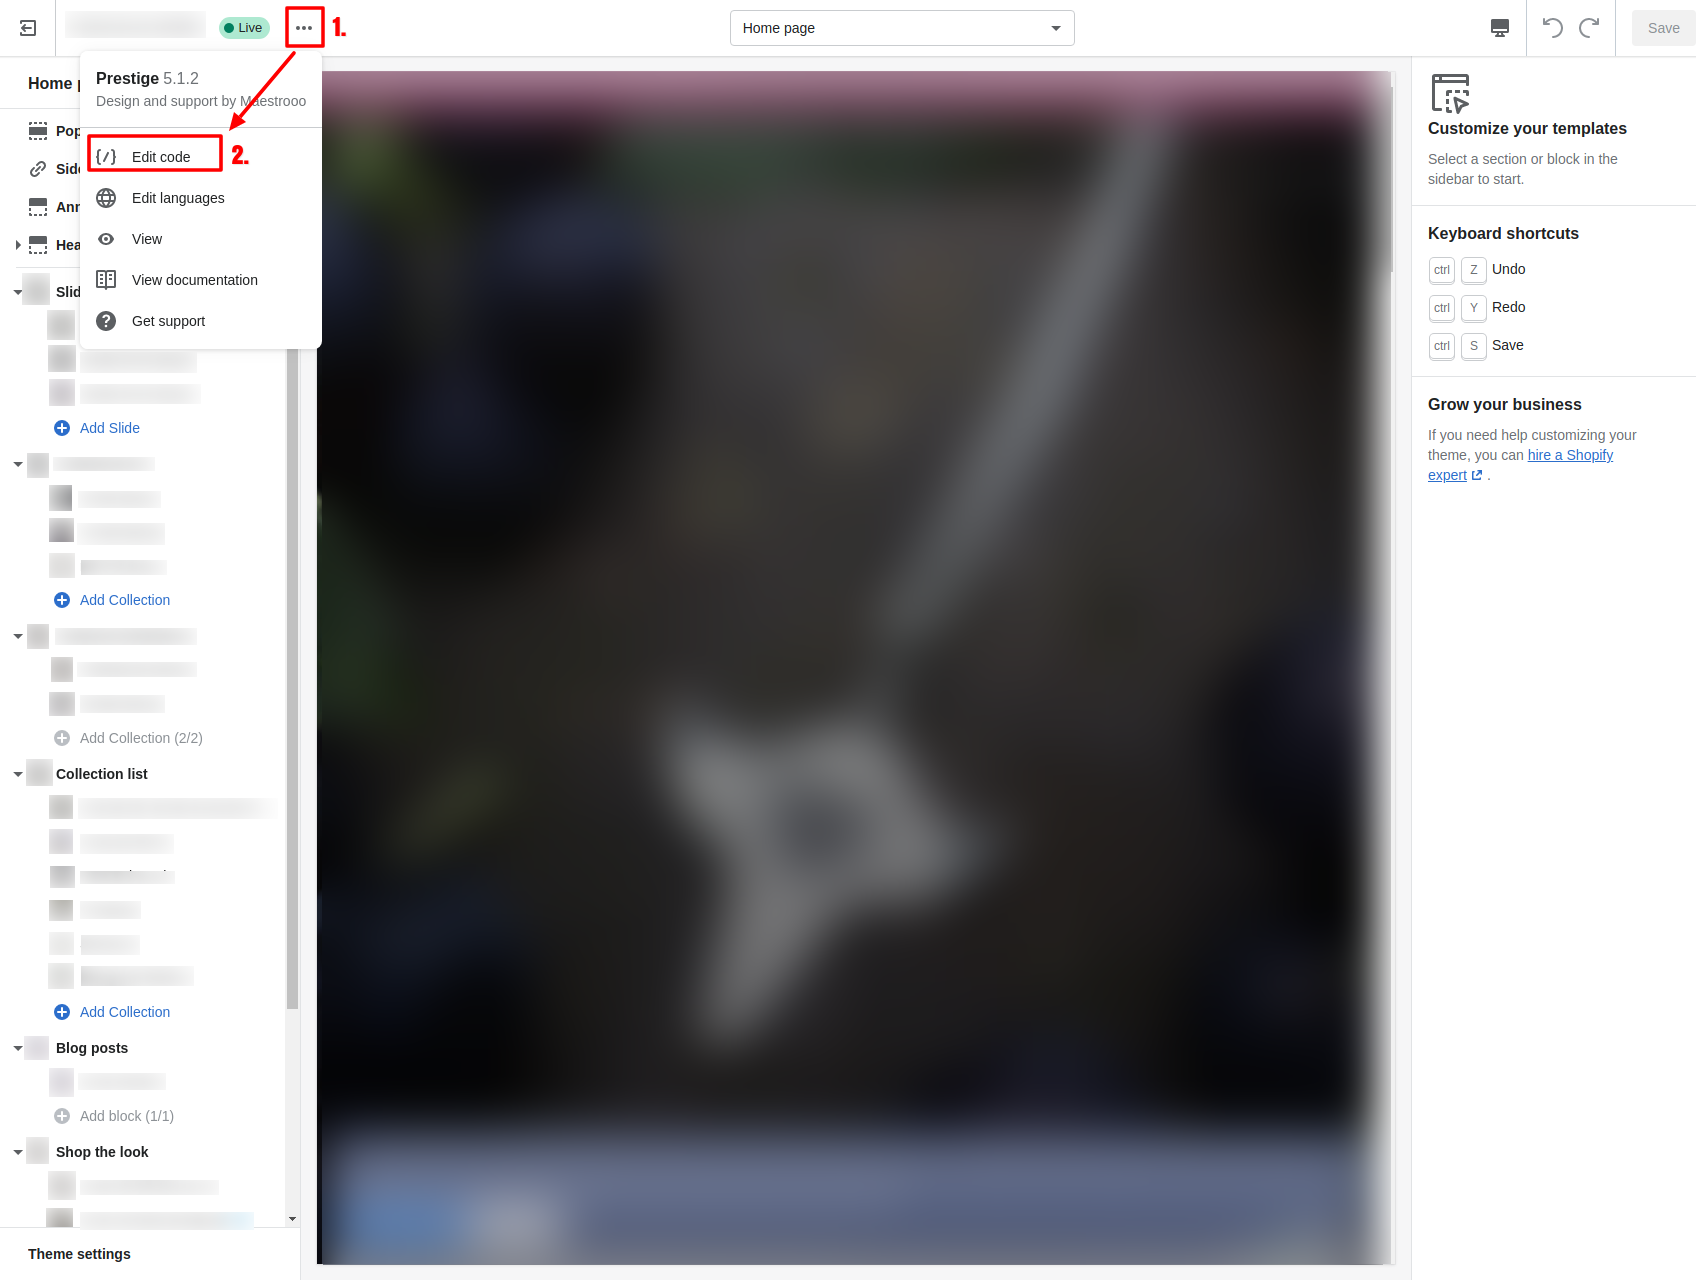 Live
1.
Home page
Save
Prestige 5.1.2
Design and support by Maestrooo
Home
Edit code
2.
Edit languages
View
View documentation
Get support
Pop
Side
Ann
Hea
Slid
Add Slide
Add Collection
Add Collection (2/2)
Collection list
Add Collection
Blog posts
Add block (1/1)
Shop the look
Theme settings
Customize your templates
Select a section or block in the
sidebar to start.
Keyboard shortcuts
ctrl Z Undo
ctrl Y Redo
ctrl S Save
Grow your business
If you need help customizing your
theme, you can hire a Shopify
expert .